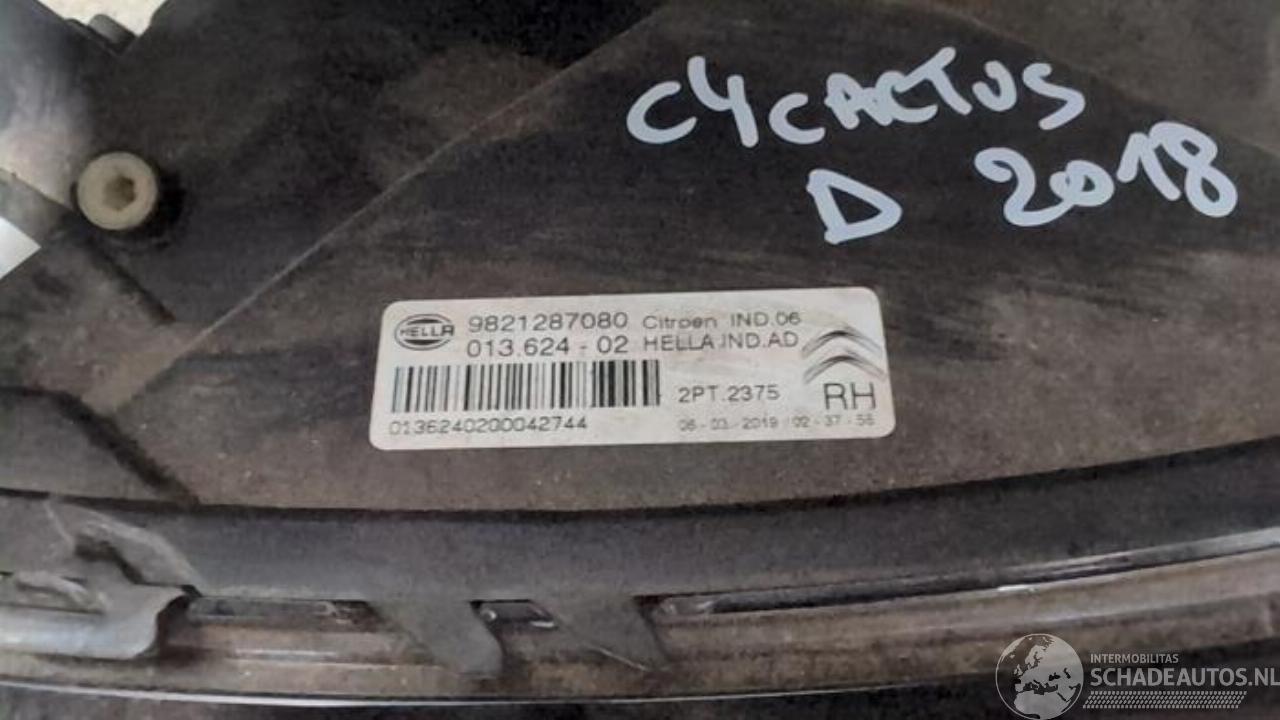 C4 CACTUS
D 2018
HELLA 9821287080 Citroen IND.06
013.624 - 02 HELLA IND.AD
2PT.2375 RH
0136240200042744 06-03-2019 02-37-56
INTERMOBILITAS
SCHADEAUTOS.NL